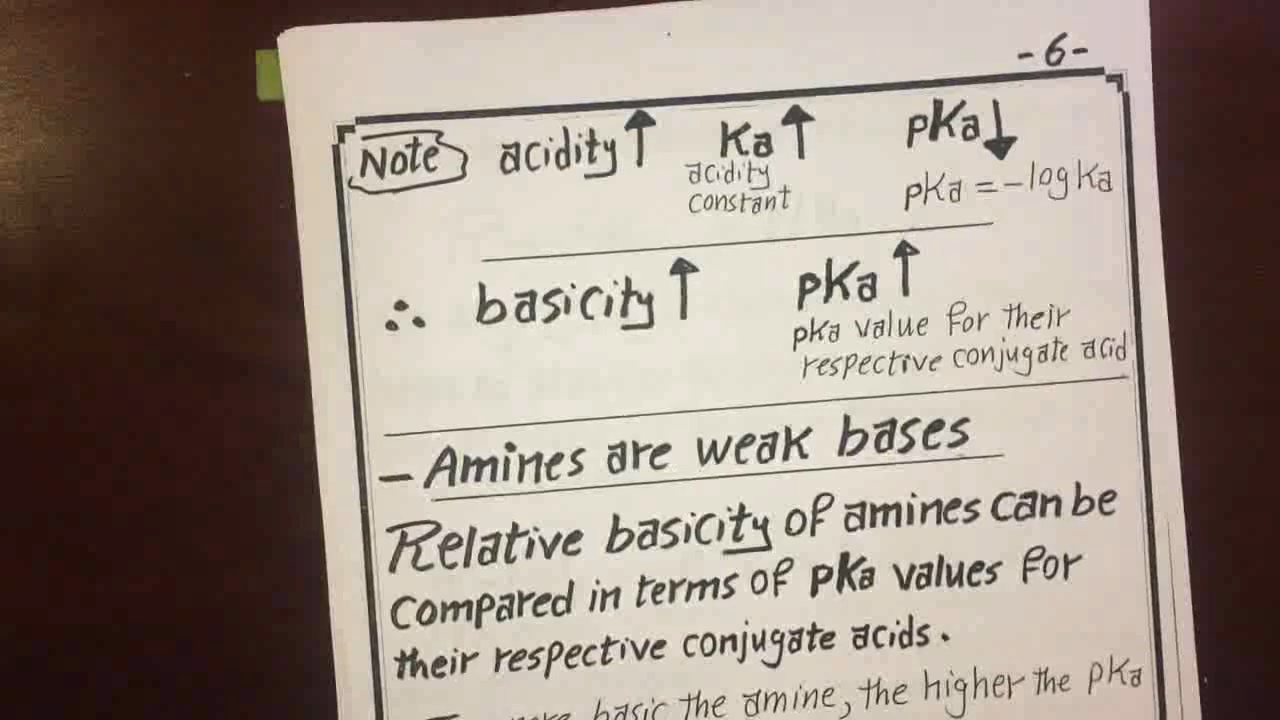 -6-
Note acidity↑ Ka↑ pKa↓
acidity
constant
pKa = -log Ka
∴ basicity↑ pKa↑
pka value for their
respective conjugate acid
- Amines are weak bases
Relative basicity of amines can be
compared in terms of pKa values for
their respective conjugate acids.
basic the amine, the higher the pKa